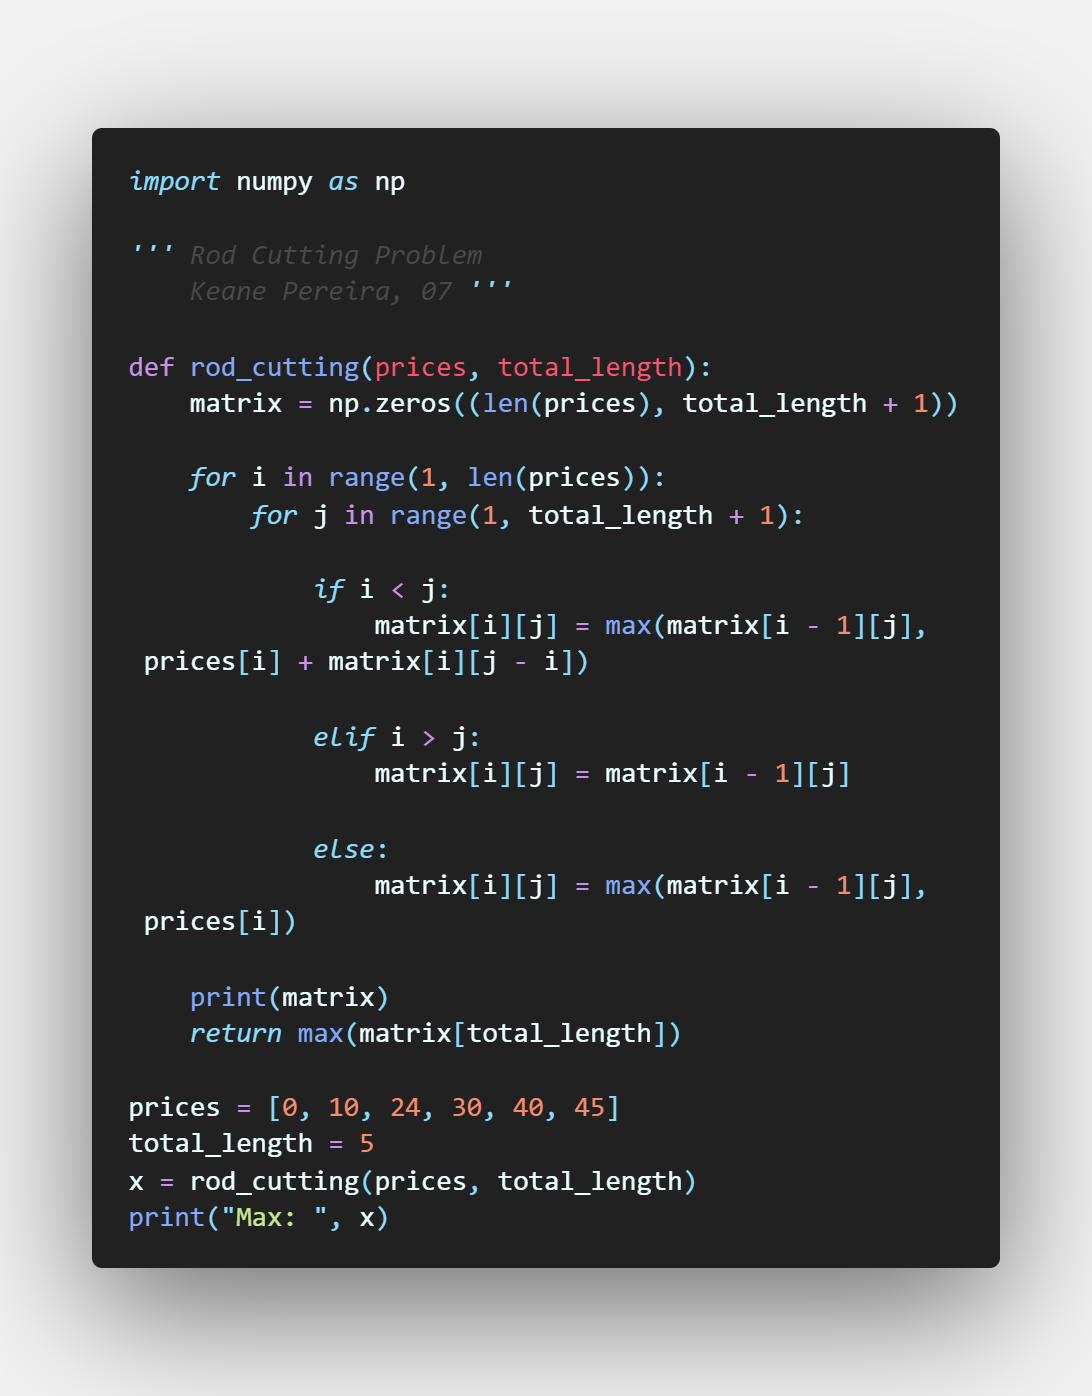 import numpy as np
''' Rod Cutting Problem
    Keane Pereira, 07 '''
def rod_cutting(prices, total_length):
    matrix = np.zeros((len(prices), total_length + 1))
    for i in range(1, len(prices)):
        for j in range(1, total_length + 1):
            if i < j:
                matrix[i][j] = max(matrix[i - 1][j],
 prices[i] + matrix[i][j - i])
            elif i > j:
                matrix[i][j] = matrix[i - 1][j]
            else:
                matrix[i][j] = max(matrix[i - 1][j],
 prices[i])
    print(matrix)
    return max(matrix[total_length])
prices = [0, 10, 24, 30, 40, 45]
total_length = 5
x = rod_cutting(prices, total_length)
print("Max: ", x)